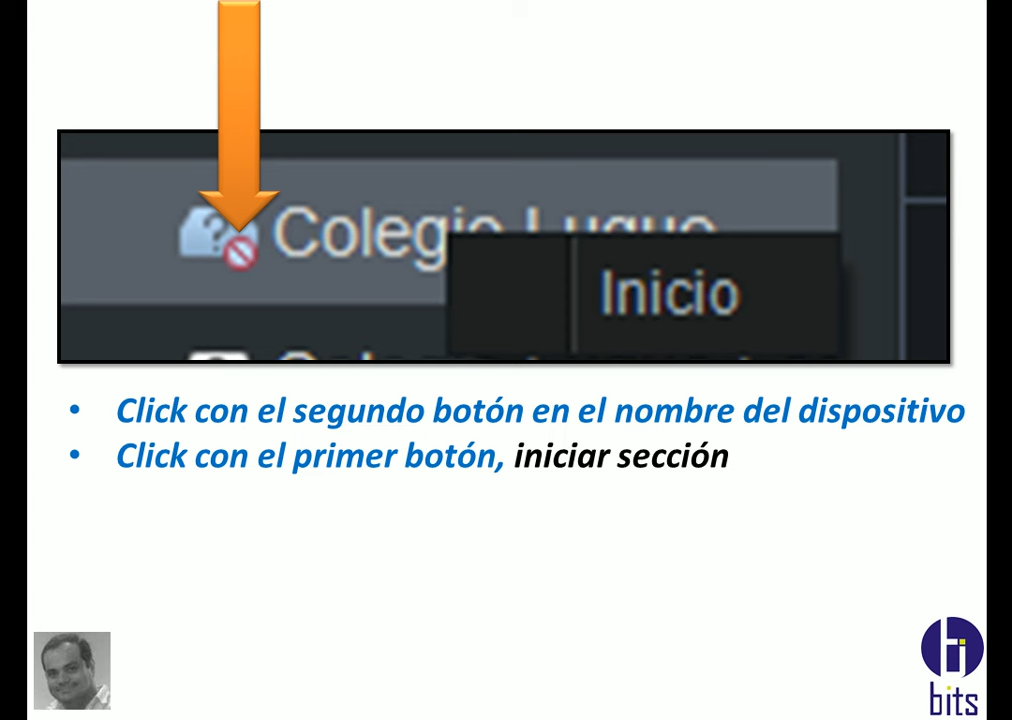 Colegio Luque
Inicio
• Click con el segundo botón en el nombre del dispositivo
• Click con el primer botón, iniciar sección
bits